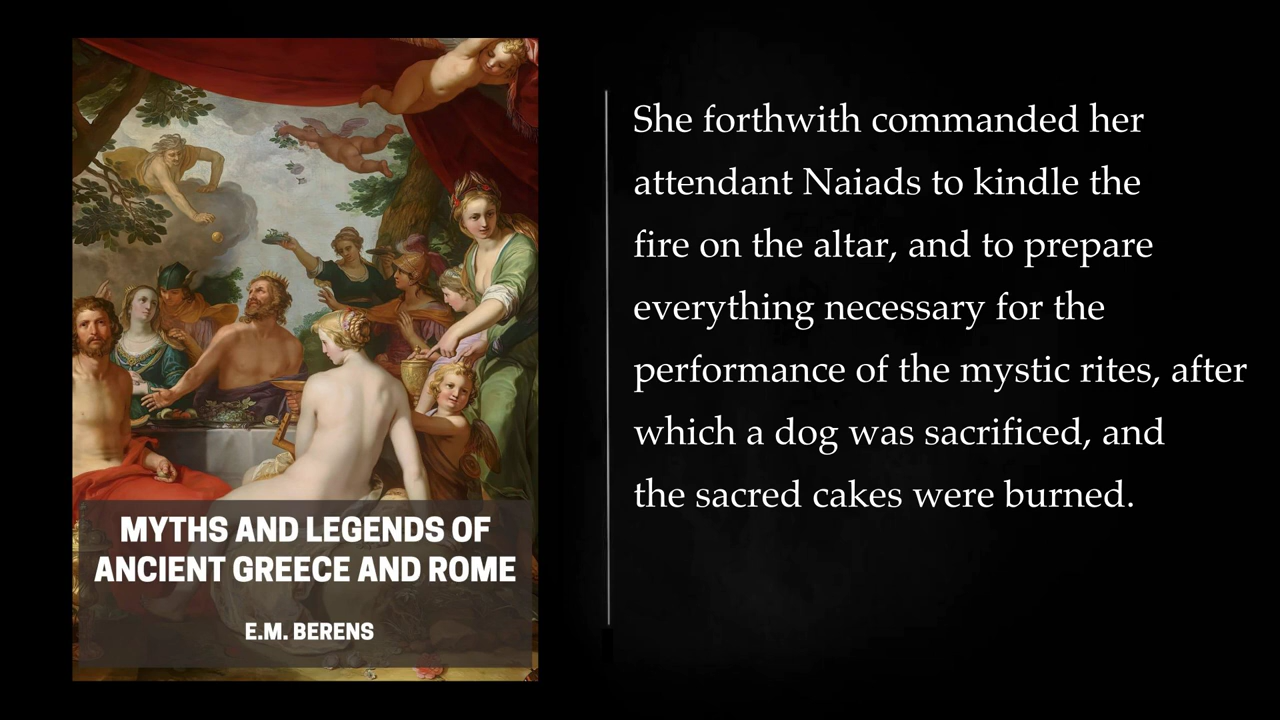 MYTHS AND LEGENDS OF
ANCIENT GREECE AND ROME
E.M. BERENS
She forthwith commanded her
attendant Naiads to kindle the
fire on the altar, and to prepare
everything necessary for the
performance of the mystic rites, after
which a dog was sacrificed, and
the sacred cakes were burned.